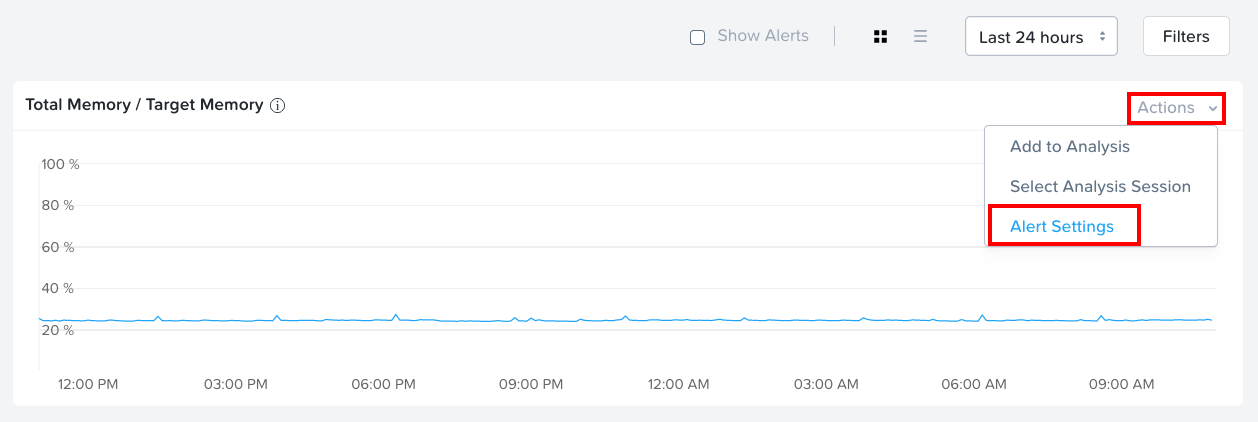 Show Alerts
Last 24 hours
Filters
Total Memory / Target Memory
Actions
Add to Analysis
Select Analysis Session
Alert Settings
100 %
80 %
60 %
40 %
20 %
12:00 PM 03:00 PM 06:00 PM 09:00 PM 12:00 AM 03:00 AM 06:00 AM 09:00 AM